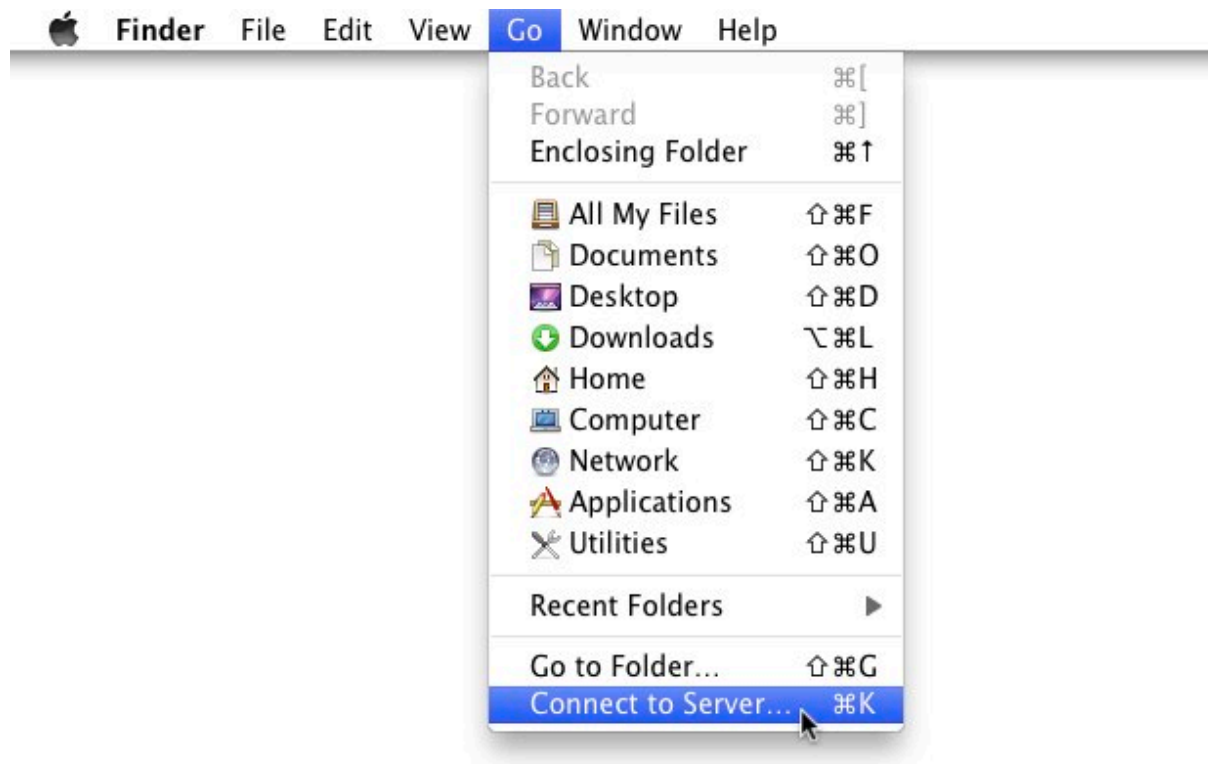 Finder File Edit View Go Window Help
Back ⌘[
Forward ⌘]
Enclosing Folder ⌘↑
All My Files ⇧⌘F
Documents ⇧⌘O
Desktop ⇧⌘D
Downloads ⌥⌘L
Home ⇧⌘H
Computer ⇧⌘C
Network ⇧⌘K
Applications ⇧⌘A
Utilities ⇧⌘U
Recent Folders ▶
Go to Folder... ⇧⌘G
Connect to Server... ⌘K